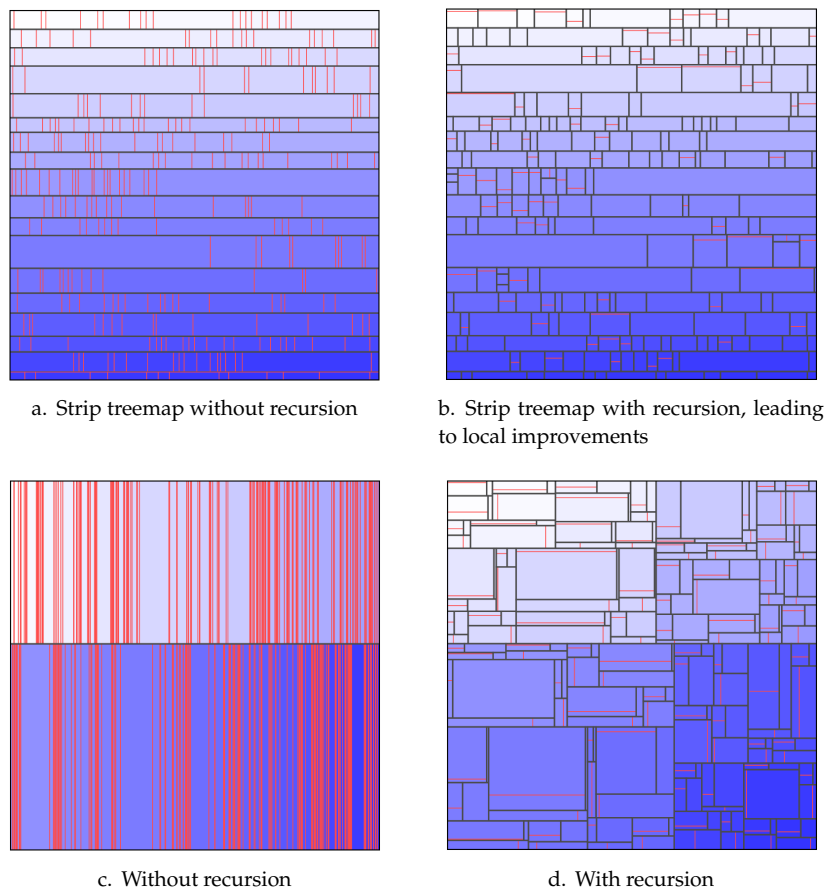 a. Strip treemap without recursion
b. Strip treemap with recursion, leading
to local improvements
c. Without recursion
d. With recursion